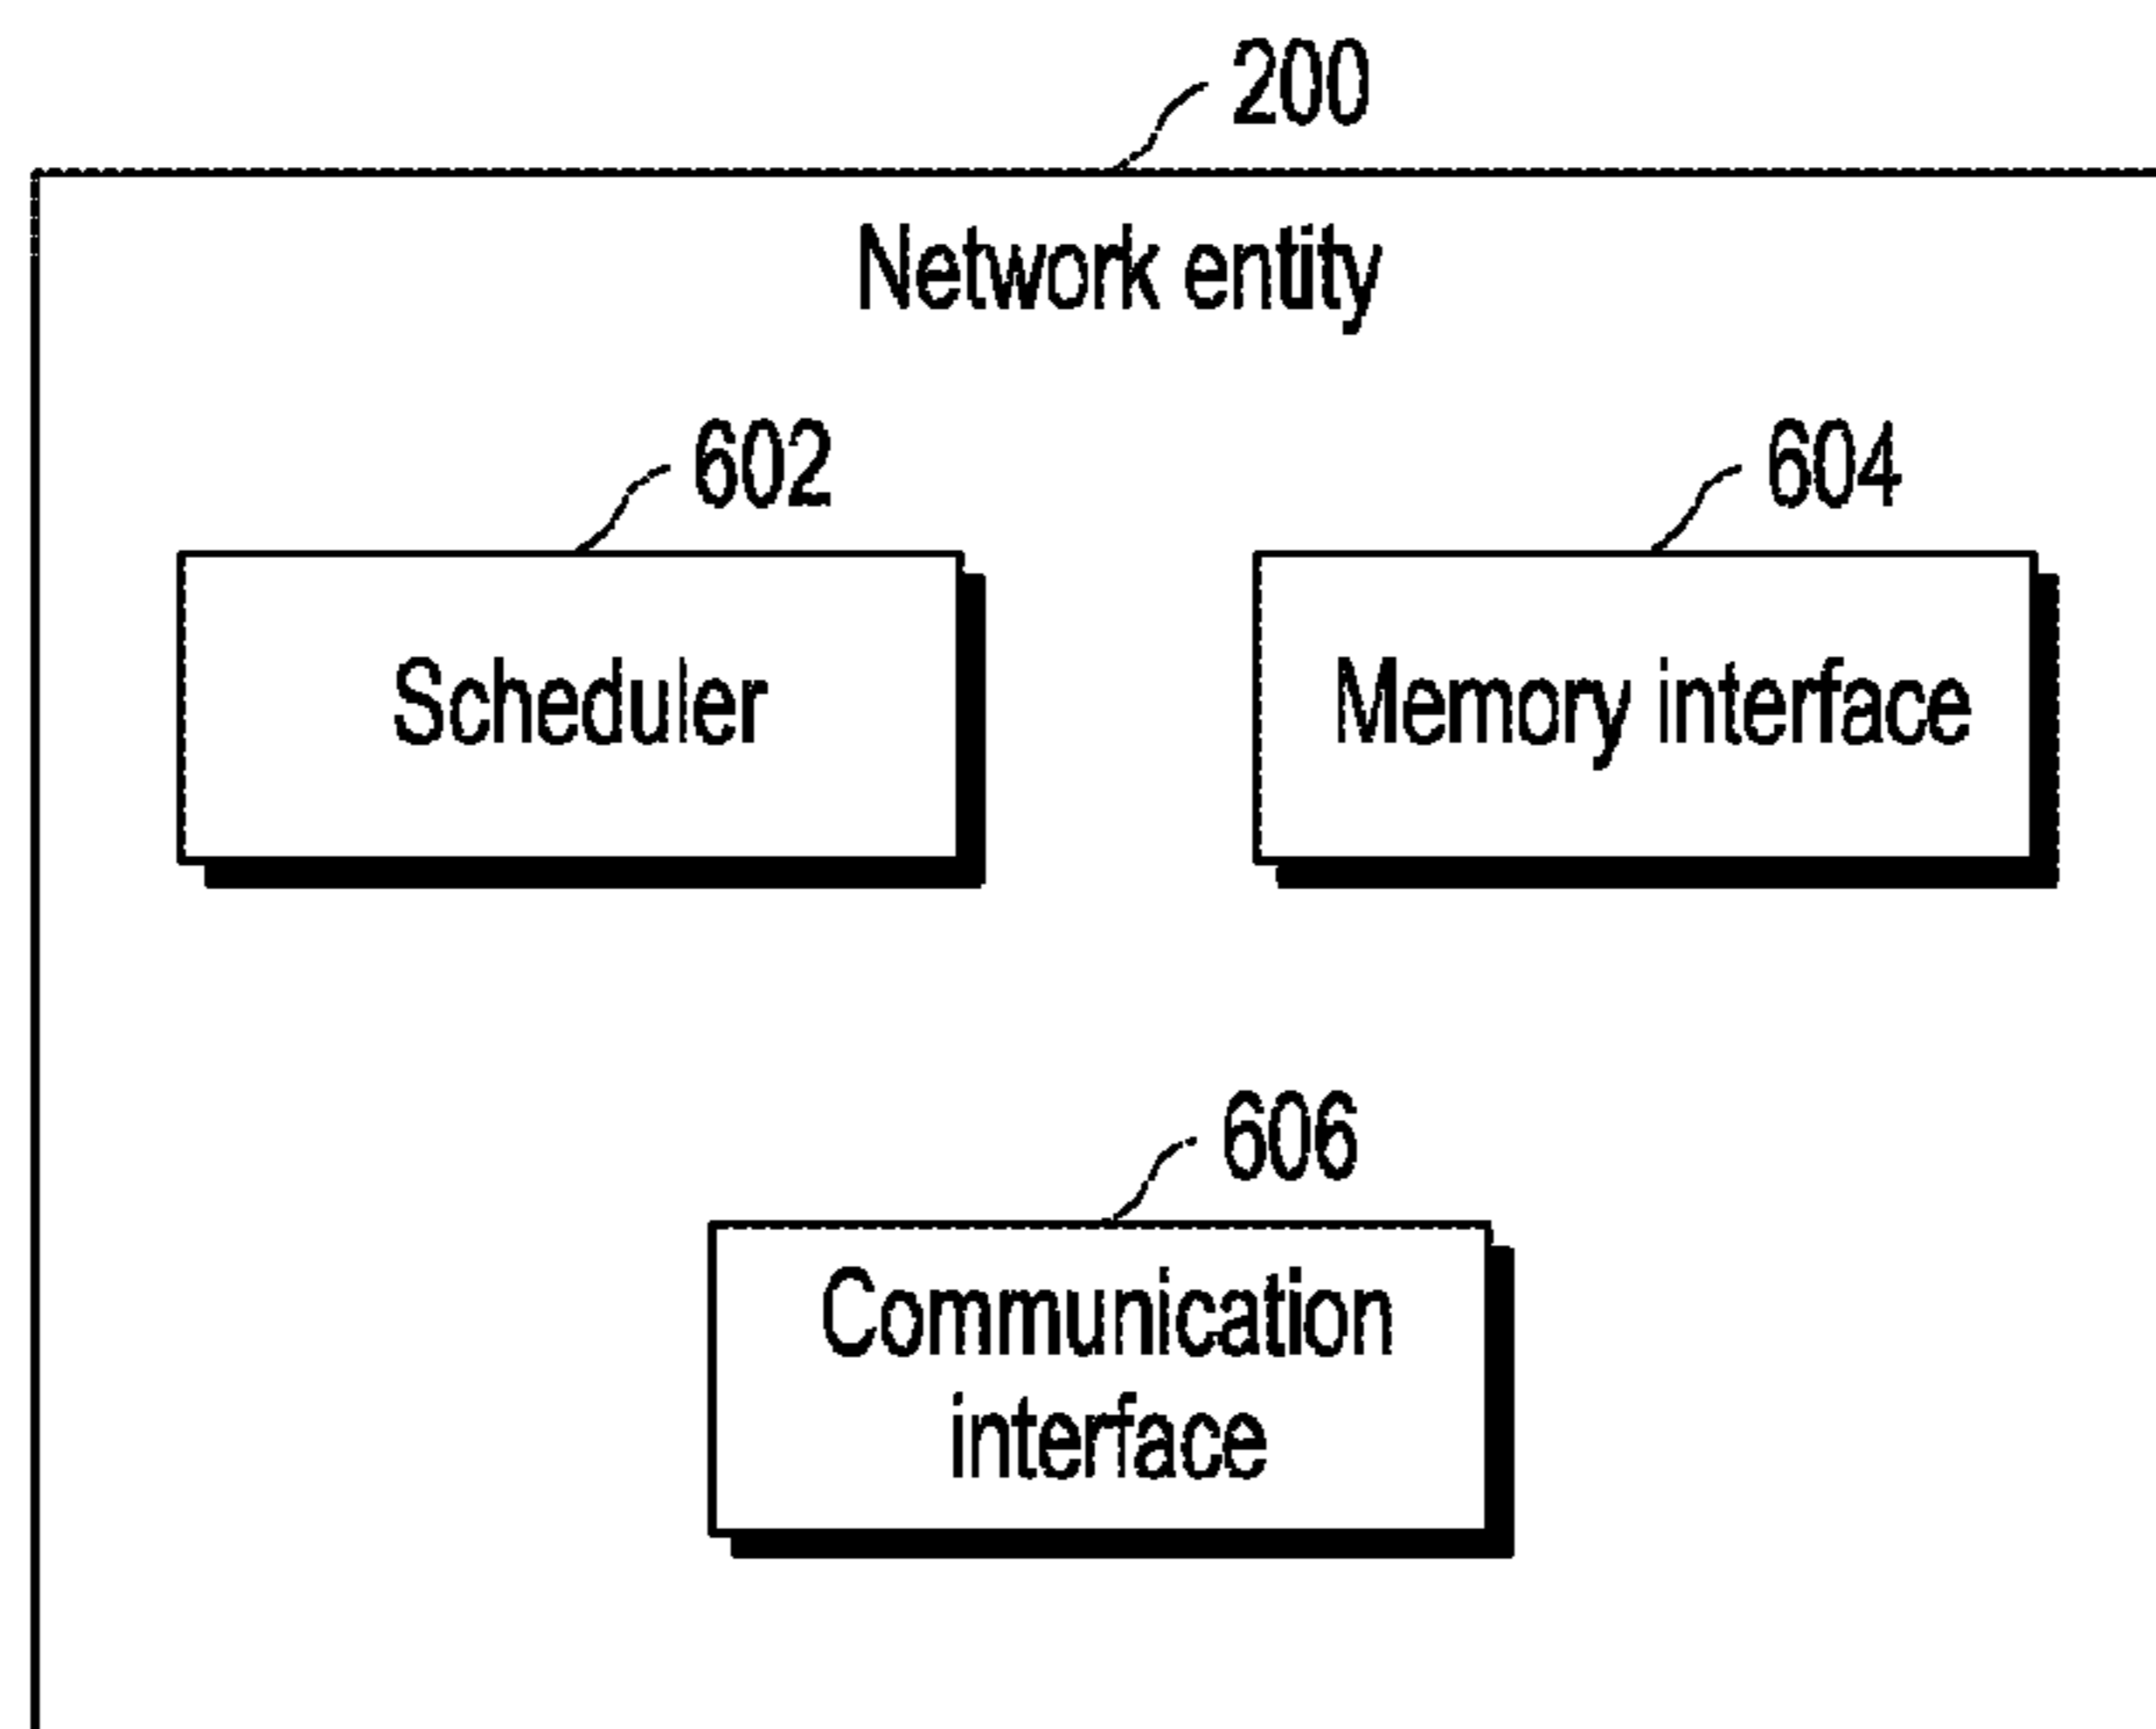 200
Network entity
602
604
Scheduler
Memory interface
606
Communication
interface